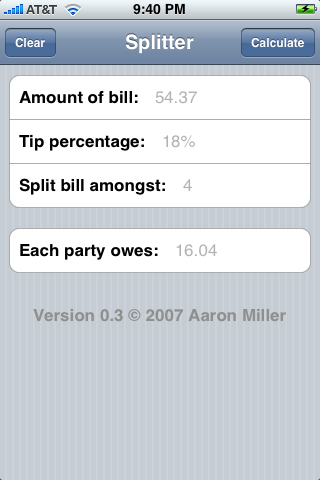 AT&T 9:40 PM
Clear Splitter Calculate
Amount of bill: 54.37
Tip percentage: 18%
Split bill amongst: 4
Each party owes: 16.04
Version 0.3 © 2007 Aaron Miller